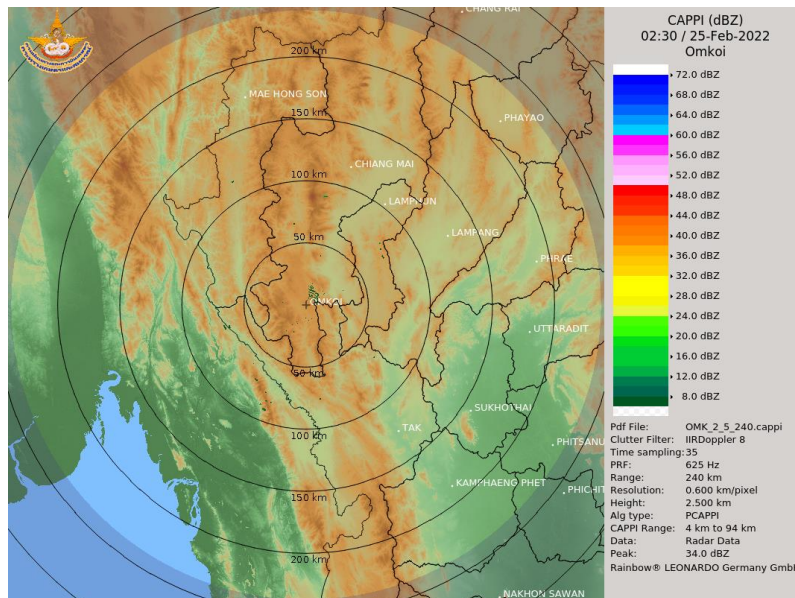 CHANG RAI
200 km
MAE HONG SON
150 km
PHAYAO
CHIANG MAI
100 km
LAMPHUN
50 km
LAMPANG
PHRAE
OMKOI
UTTARADIT
50 km
SUKHOTHAI
100 km
TAK
PHITSANU
KAMPHAENG PHET
PHICHIT
150 km
200 km
NAKHON SAWAN
CAPPI (dBZ)
02:30 / 25-Feb-2022
Omkoi
72.0 dBZ
68.0 dBZ
64.0 dBZ
60.0 dBZ
56.0 dBZ
52.0 dBZ
48.0 dBZ
44.0 dBZ
40.0 dBZ
36.0 dBZ
32.0 dBZ
28.0 dBZ
24.0 dBZ
20.0 dBZ
16.0 dBZ
12.0 dBZ
8.0 dBZ
Pdf File: OMK_2_5_240.cappi
Clutter Filter: IIRDoppler 8
Time sampling:35
PRF: 625 Hz
Range: 240 km
Resolution: 0.600 km/pixel
Height: 2.500 km
Alg type: PCAPPI
CAPPI Range: 4 km to 94 km
Data: Radar Data
Peak: 34.0 dBZ
Rainbow® LEONARDO Germany GmbH